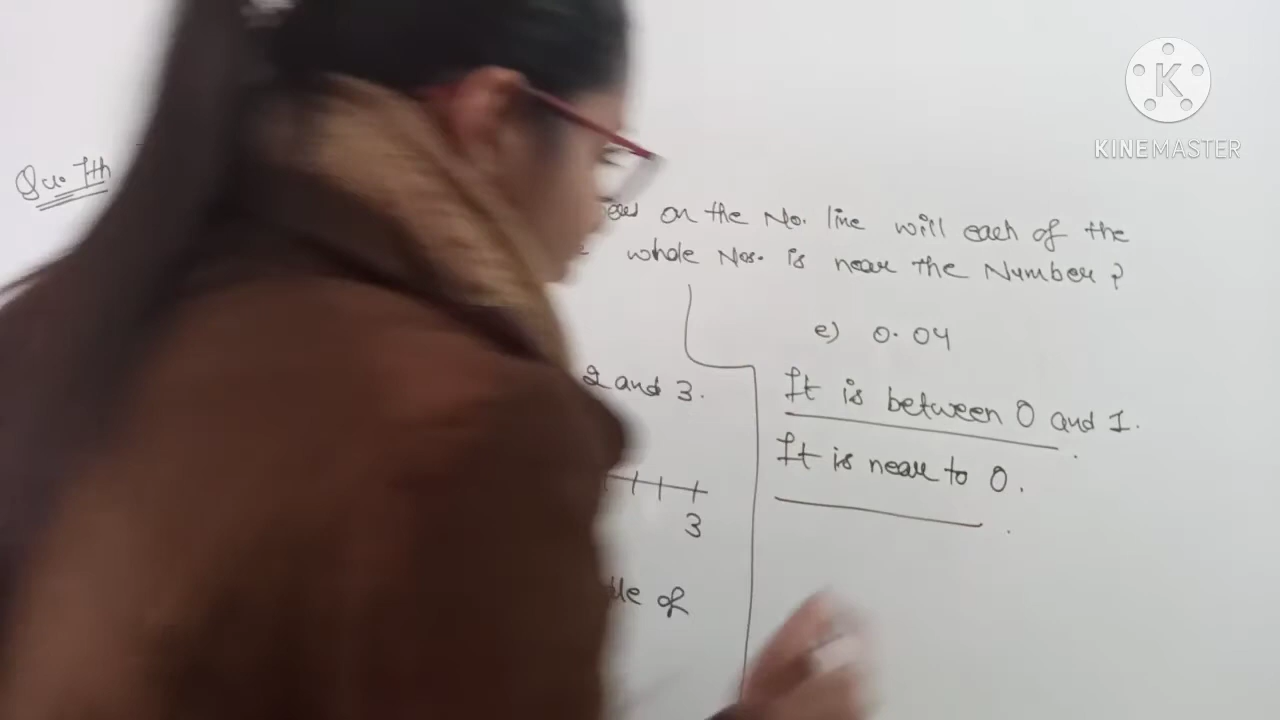 Qu. 7th
on the No. line will each of the
whole Nos. is near the Number?
e) 0.04
2 and 3.
It is between 0 and 1.
It is near to 0.
3
of
K
KINEMASTER